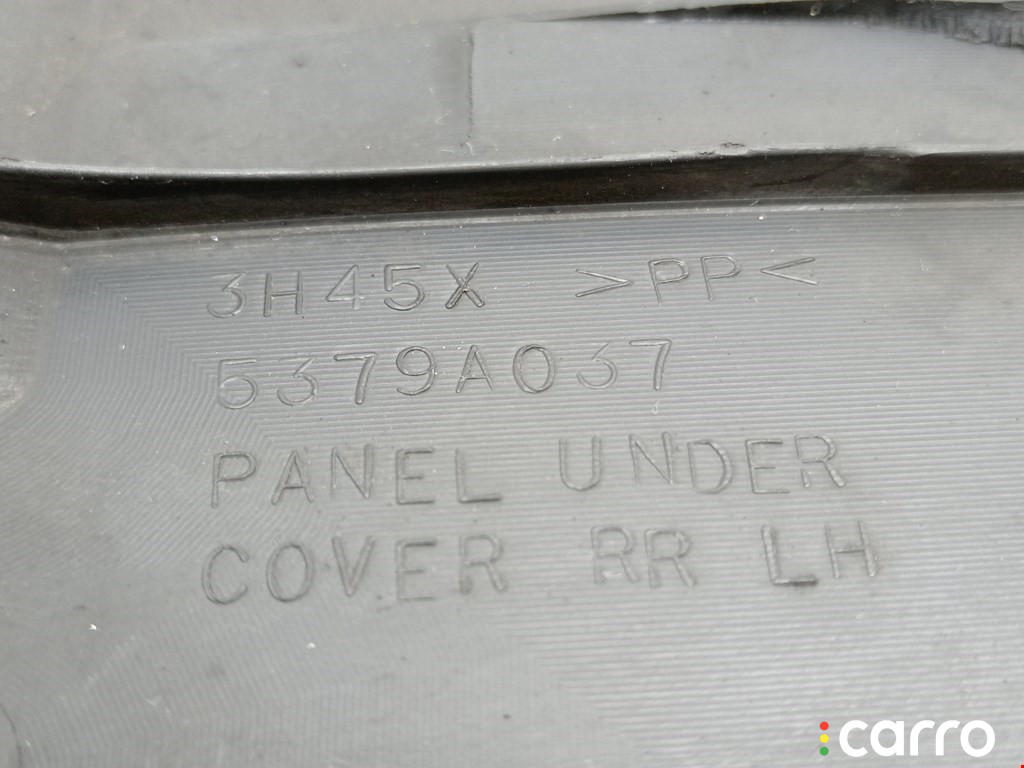 3H45X >PP<
5379A037
PANEL UNDER
COVER RR LH
carro